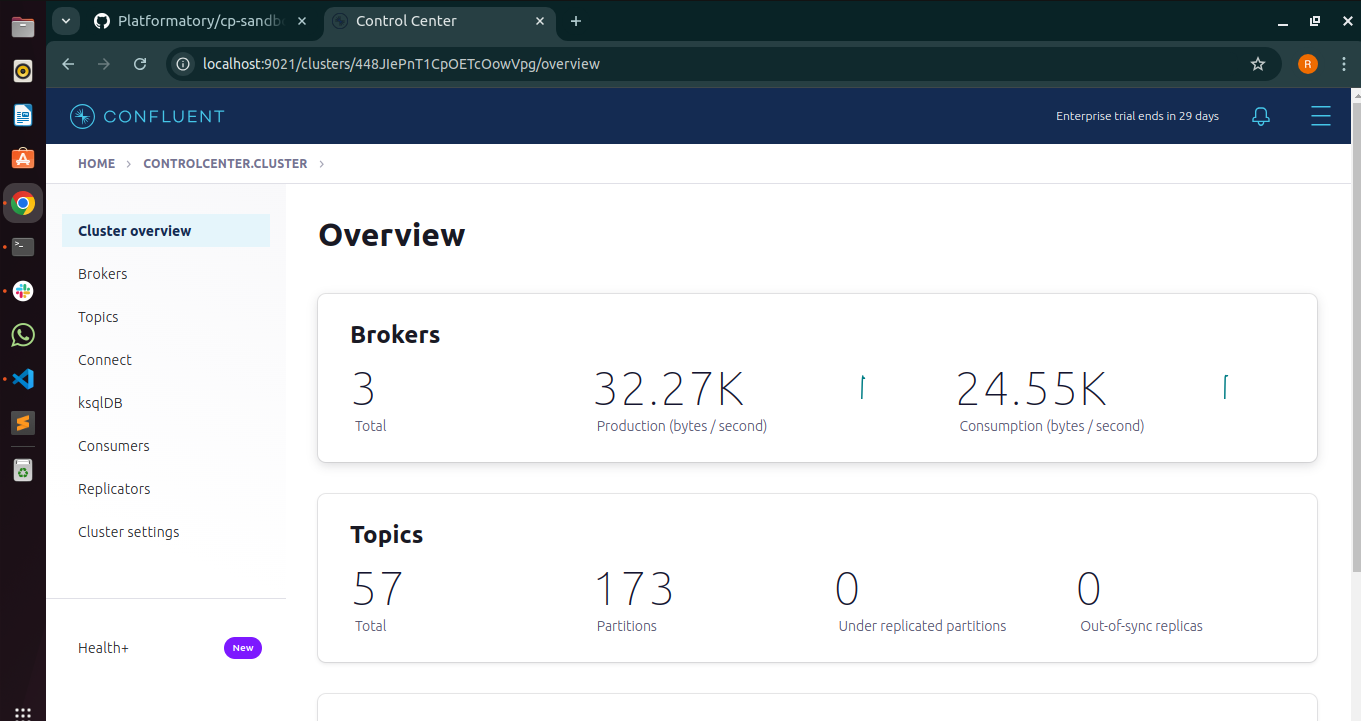 Platformatory/cp-sandbo
Control Center
localhost:9021/clusters/448JIePnT1CpOETcOowVpg/overview
R
CONFLUENT
Enterprise trial ends in 29 days
HOME > CONTROLCENTER.CLUSTER >
Cluster overview
Brokers
Topics
Connect
ksqlDB
Consumers
Replicators
Cluster settings
Health+
New
Overview
Brokers
3
Total
32.27K
Production (bytes / second)
24.55K
Consumption (bytes / second)
Topics
57
Total
173
Partitions
0
Under replicated partitions
0
Out-of-sync replicas